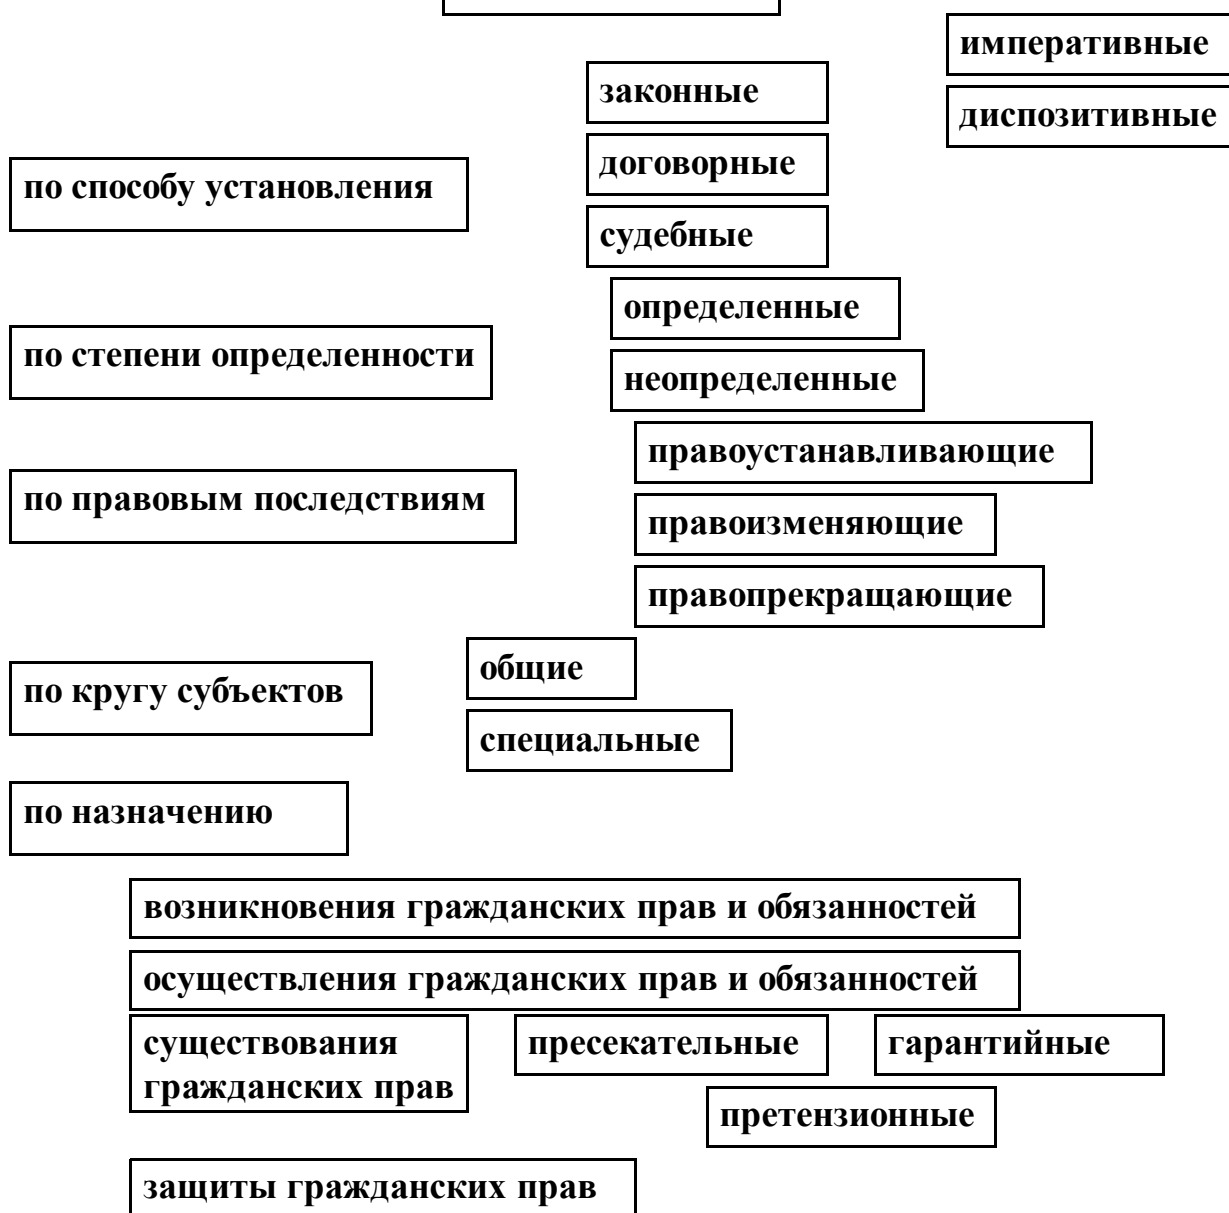 императивные
законные
диспозитивные
договорные
по способу установления
судебные
определенные
по степени определенности
неопределенные
правоустанавливающие
по правовым последствиям
правоизменяющие
правопрекращающие
общие
по кругу субъектов
специальные
по назначению
возникновения гражданских прав и обязанностей
осуществления гражданских прав и обязанностей
существования
гражданских прав
пресекательные
гарантийные
претензионные
защиты гражданских прав